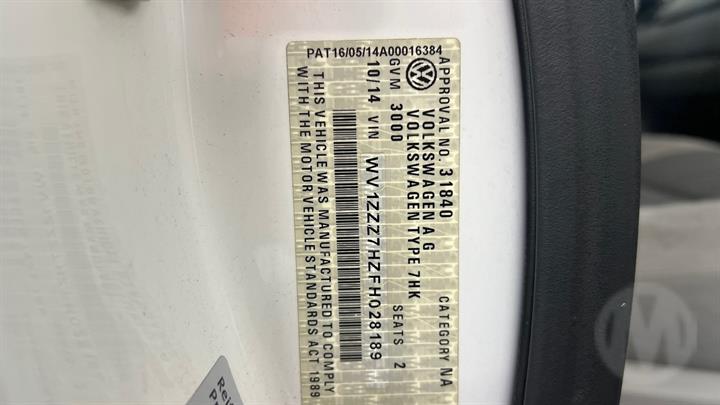 PAT16/05/14A00016384
APPROVAL NO. 31840 CATEGORY NA
VOLKSWAGEN A G
VOLKSWAGEN TYPE 7HK
GVM 3000 SEATS 2
10/14 VIN WV1ZZZ7HZFH028189
THIS VEHICLE WAS MANUFACTURED TO COMPLY
WITH THE MOTOR VEHICLE STANDARDS ACT 1989